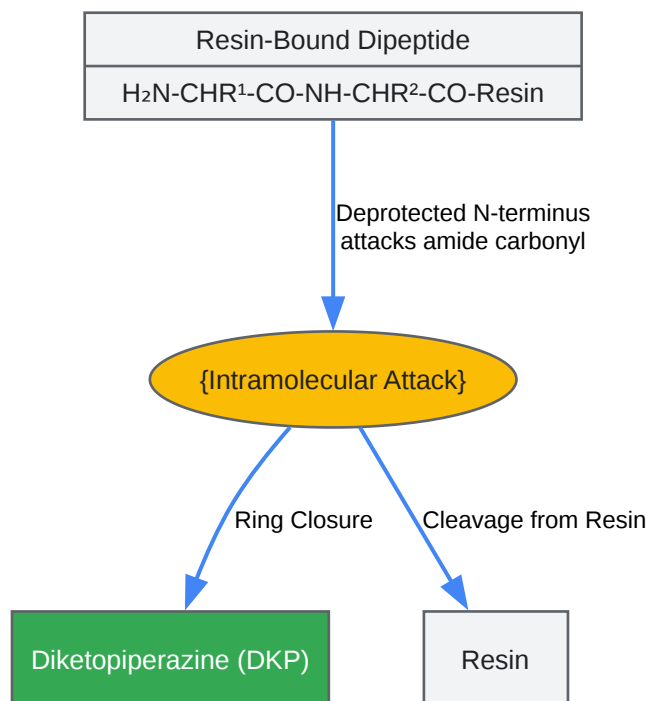 Resin-Bound Dipeptide
H₂N-CHR¹-CO-NH-CHR²-CO-Resin
Deprotected N-terminus
attacks amide carbonyl
{Intramolecular Attack}
Ring Closure
Cleavage from Resin
Diketopiperazine (DKP)
Resin